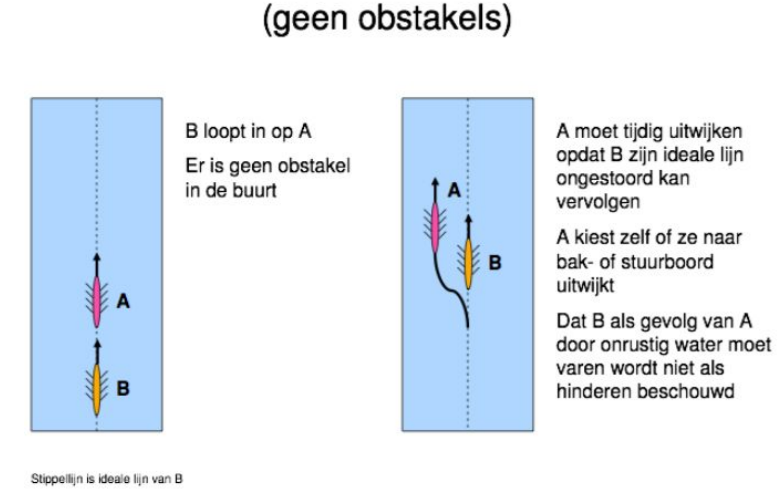 (geen obstakels)
B loopt in op A
Er is geen obstakel
in de buurt
A
B
A
B
A moet tijdig uitwijken
opdat B zijn ideale lijn
ongestoord kan
vervolgen
A kiest zelf of ze naar
bak- of stuurboord
uitwijkt
Dat B als gevolg van A
door onrustig water moet
varen wordt niet als
hinderen beschouwd
Stippellijn is ideale lijn van B